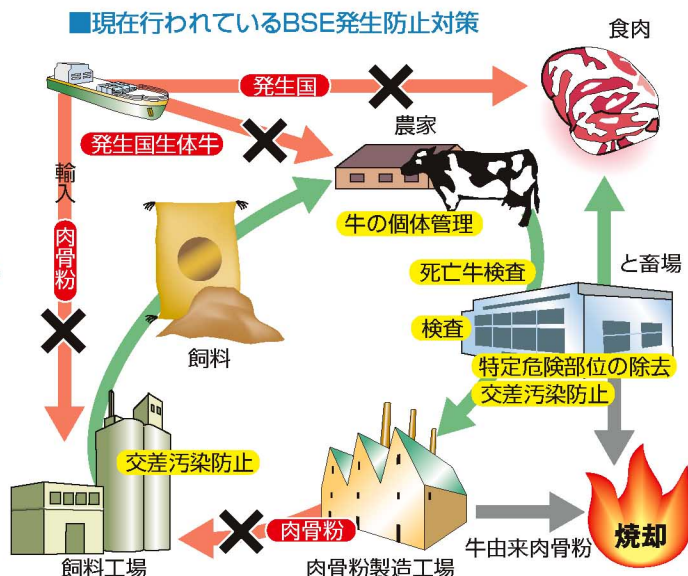 ■現在行われているBSE発生防止対策
食肉
発生国
農家
発生国生体牛
輸入
牛の個体管理
肉骨粉
死亡牛検査
と畜場
検査
飼料
特定危険部位の除去
交差汚染防止
交差汚染防止
肉骨粉
焼却
牛由来肉骨粉
飼料工場
肉骨粉製造工場